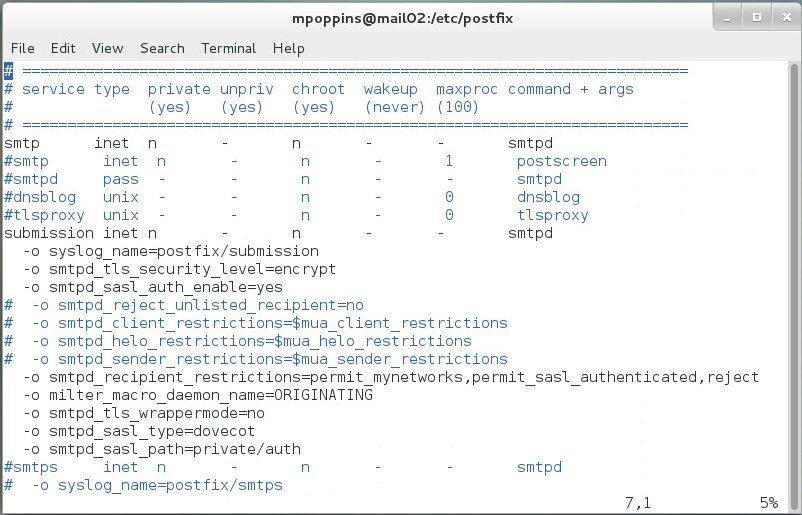 mpoppins@mail02:/etc/postfix
File Edit View Search Terminal Help
# ==========================================================================
# service type  private unpriv  chroot  wakeup  maxproc command + args
#               (yes)   (yes)   (yes)   (never) (100)
# ==========================================================================
smtp      inet  n       -       n       -       -       smtpd
#smtp      inet  n       -       n       -       1       postscreen
#smtpd     pass  -       -       n       -       -       smtpd
#dnsblog   unix  -       -       n       -       0       dnsblog
#tlsproxy  unix  -       -       n       -       0       tlsproxy
submission inet n       -       n       -       -       smtpd
  -o syslog_name=postfix/submission
  -o smtpd_tls_security_level=encrypt
  -o smtpd_sasl_auth_enable=yes
#  -o smtpd_reject_unlisted_recipient=no
#  -o smtpd_client_restrictions=$mua_client_restrictions
#  -o smtpd_helo_restrictions=$mua_helo_restrictions
#  -o smtpd_sender_restrictions=$mua_sender_restrictions
  -o smtpd_recipient_restrictions=permit_mynetworks,permit_sasl_authenticated,reject
  -o milter_macro_daemon_name=ORIGINATING
  -o smtpd_tls_wrappermode=no
  -o smtpd_sasl_type=dovecot
  -o smtpd_sasl_path=private/auth
#smtps     inet  n       -       n       -       -       smtpd
#  -o syslog_name=postfix/smtps
7,1 5%